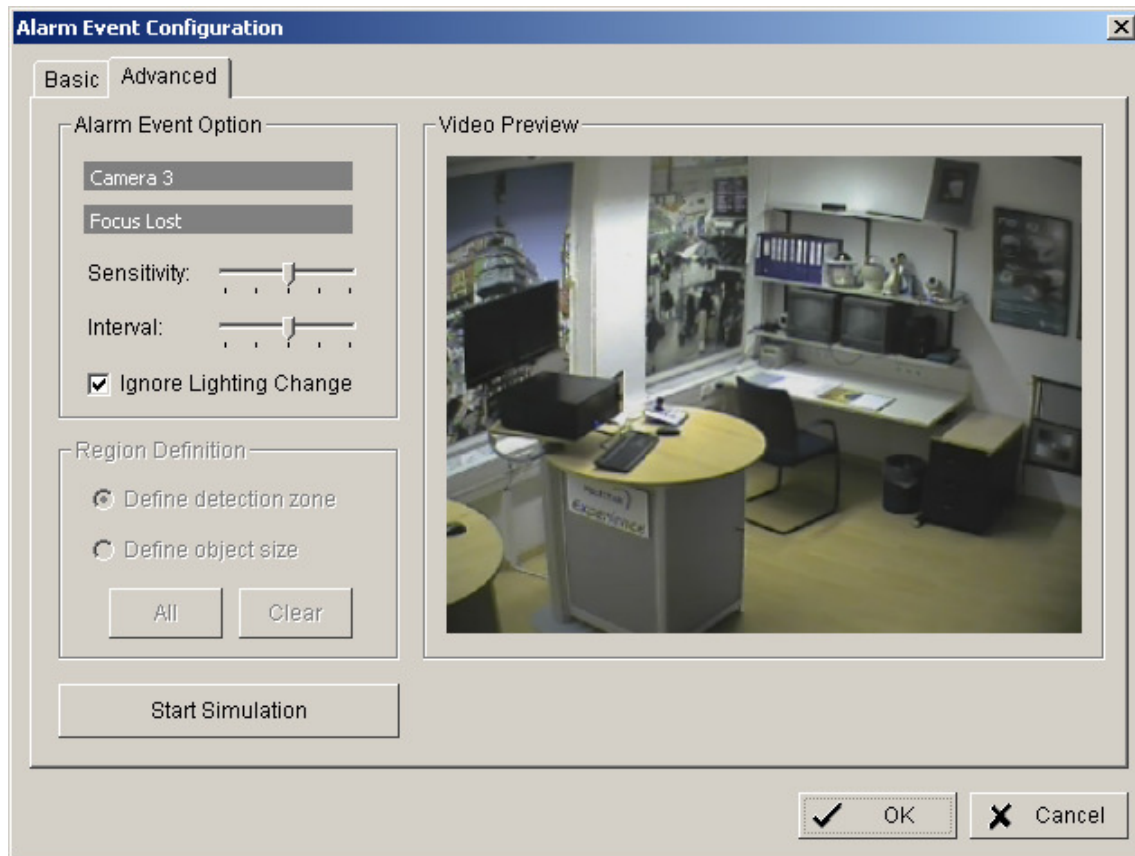 Alarm Event Configuration
Basic
Advanced
Alarm Event Option
Camera 3
Focus Lost
Sensitivity:
Interval:
Ignore Lighting Change
Region Definition
Define detection zone
Define object size
All
Clear
Start Simulation
Video Preview
Experience
OK
Cancel